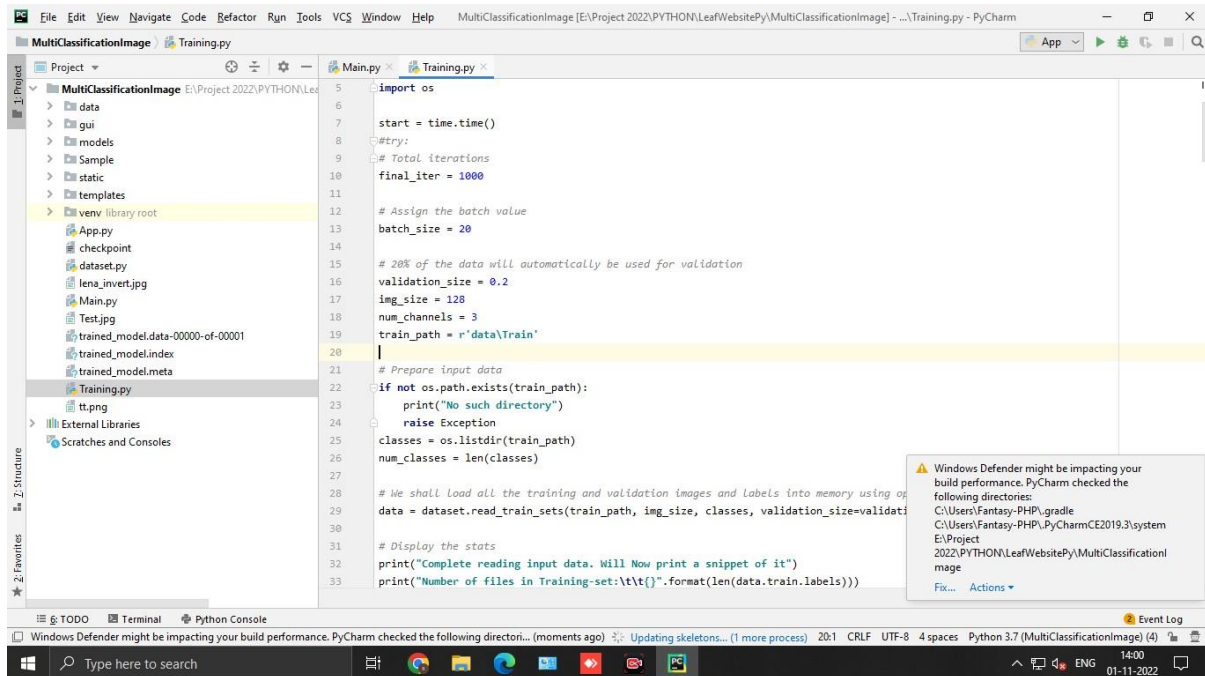 PC File Edit View Navigate Code Refactor Run Tools VCS Window Help MultiClassificationImage [E:\Project 2022\PYTHON\LeafWebsitePy\MultiClassificationImage] - ...\Training.py - PyCharm
MultiClassificationImage Training.py App
1: Project
Project
Main.py Training.py
MultiClassificationImage E:\Project 2022\PYTHON\Lea
data
gui
models
Sample
static
templates
venv library root
App.py
checkpoint
dataset.py
lena_invert.jpg
Main.py
Test.jpg
trained_model.data-00000-of-00001
trained_model.index
trained_model.meta
Training.py
tt.png
External Libraries
Scratches and Consoles
7: Structure
2: Favorites
5 import os
6
7 start = time.time()
8 #try:
9 # Total iterations
10 final_iter = 1000
11
12 # Assign the batch value
13 batch_size = 20
14
15 # 20% of the data will automatically be used for validation
16 validation_size = 0.2
17 img_size = 128
18 num_channels = 3
19 train_path = r'data\Train'
20
21 # Prepare input data
22 if not os.path.exists(train_path):
23 print("No such directory")
24 raise Exception
25 classes = os.listdir(train_path)
26 num_classes = len(classes)
27
28 # We shall load all the training and validation images and labels into memory using op
29 data = dataset.read_train_sets(train_path, img_size, classes, validation_size=validati
30
31 # Display the stats
32 print("Complete reading input data. Will Now print a snippet of it")
33 print("Number of files in Training-set:\t\t{}".format(len(data.train.labels)))
Windows Defender might be impacting your
build performance. PyCharm checked the
following directories:
C:\Users\Fantasy-PHP\.gradle
C:\Users\Fantasy-PHP\.PyCharmCE2019.3\system
E:\Project
2022\PYTHON\LeafWebsitePy\MultiClassificationI
mage
Fix... Actions
6: TODO Terminal Python Console 2 Event Log
Windows Defender might be impacting your build performance. PyCharm checked the following directori... (moments ago) Updating skeletons... (1 more process) 20:1 CRLF UTF-8 4 spaces Python 3.7 (MultiClassificationImage) (4)
Type here to search PC ENG 14:00
01-11-2022